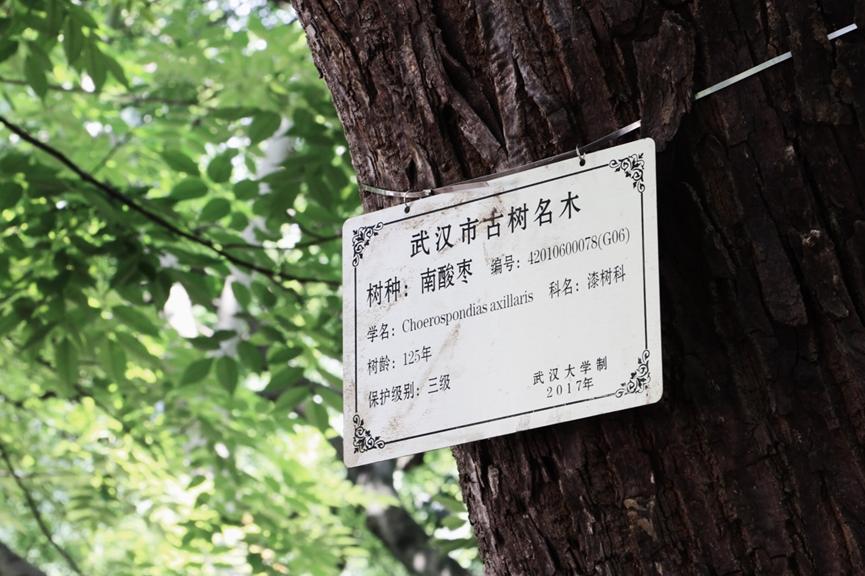 武汉市古树名木
树种：南酸枣 编号：42010600078(G06)
学名：Choerospondias axillaris 科名：漆树科
树龄：125年
保护级别：三级
武汉大学制
2017年